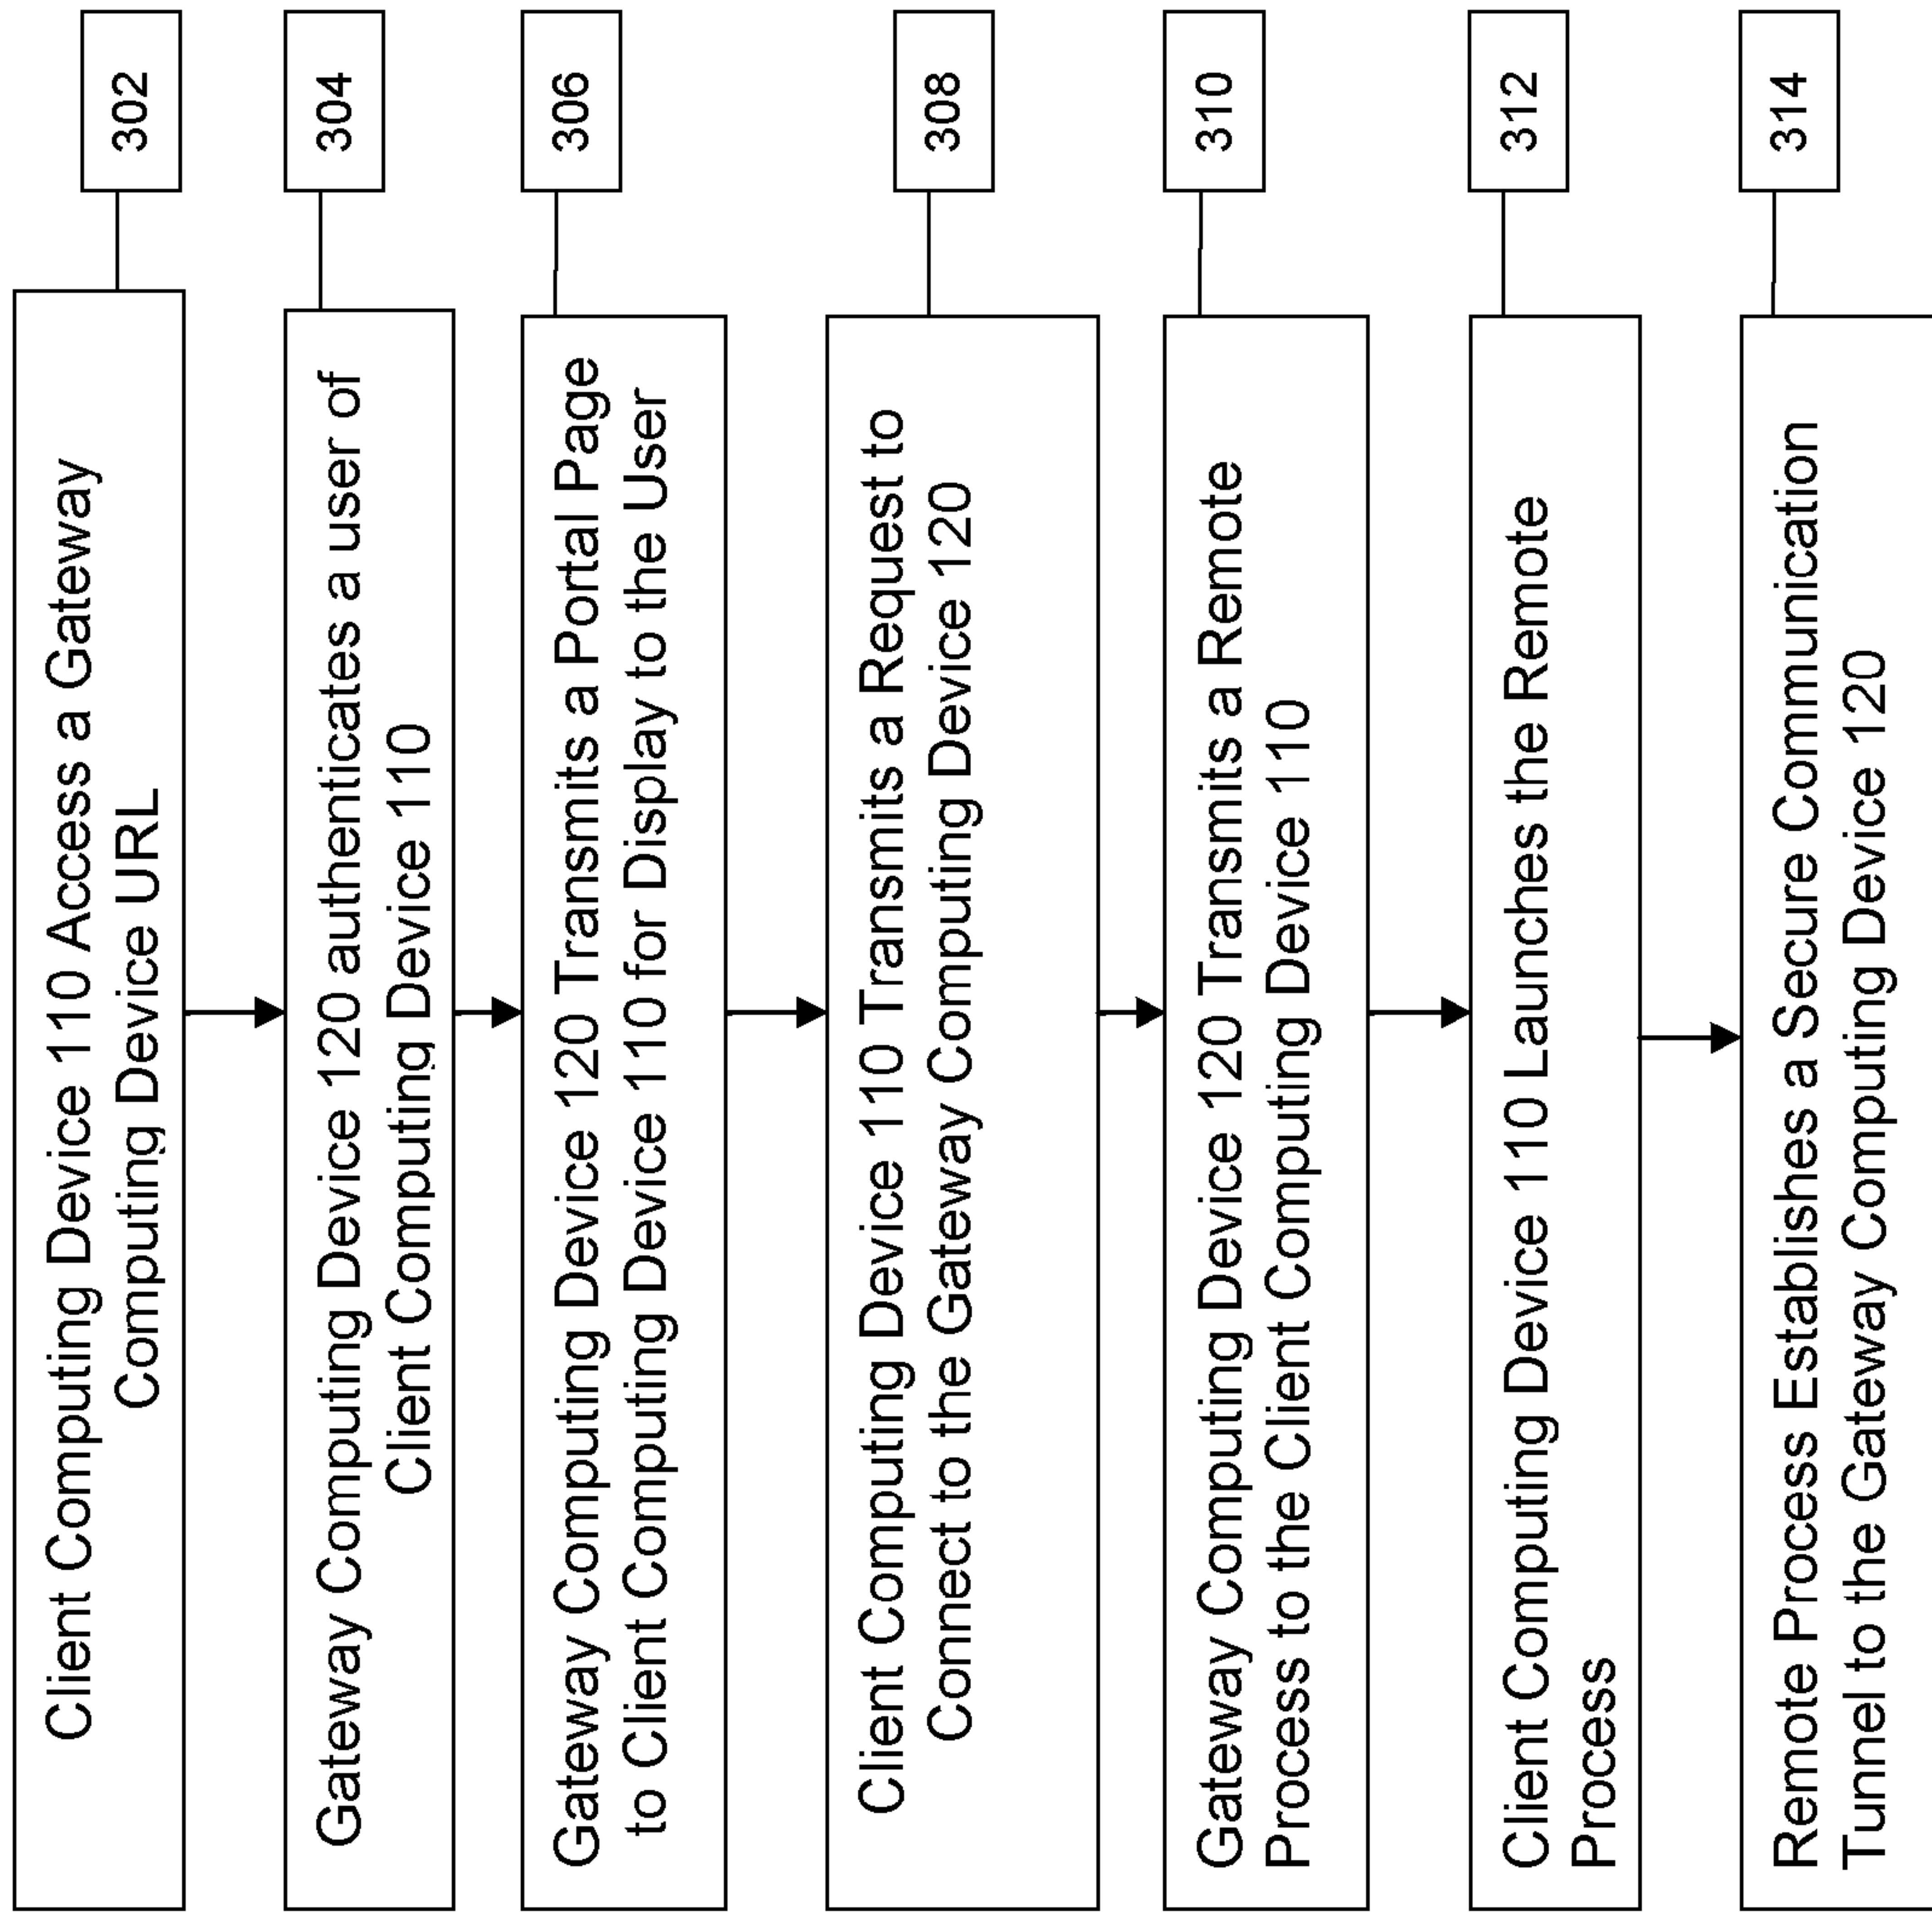 Client Computing Device 110 Access a Gateway
Computing Device URL
302
Gateway Computing Device 120 authenticates a user of
Client Computing Device 110
304
Gateway Computing Device 120 Transmits a Portal Page
to Client Computing Device 110 for Display to the User
306
Client Computing Device 110 Transmits a Request to
Connect to the Gateway Computing Device 120
308
Gateway Computing Device 120 Transmits a Remote
Process to the Client Computing Device 110
310
Client Computing Device 110 Launches the Remote
Process
312
Remote Process Establishes a Secure Communication
Tunnel to the Gateway Computing Device 120
314